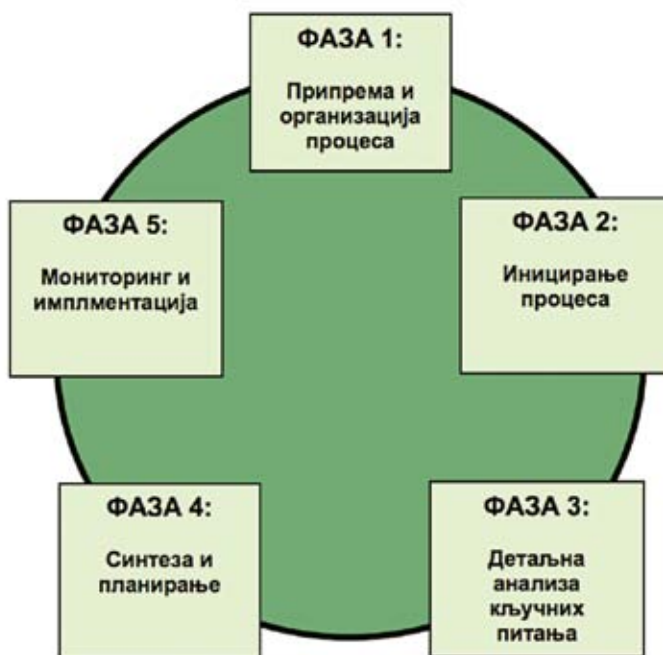 ФАЗА 1:
Припрема и
организација
процеса
ФАЗА 2:
Иницирање
процеса
ФАЗА 3:
Детаљна
анализа
кључних
питања
ФАЗА 4:
Синтеза и
планирање
ФАЗА 5:
Мониторинг и
имплментација